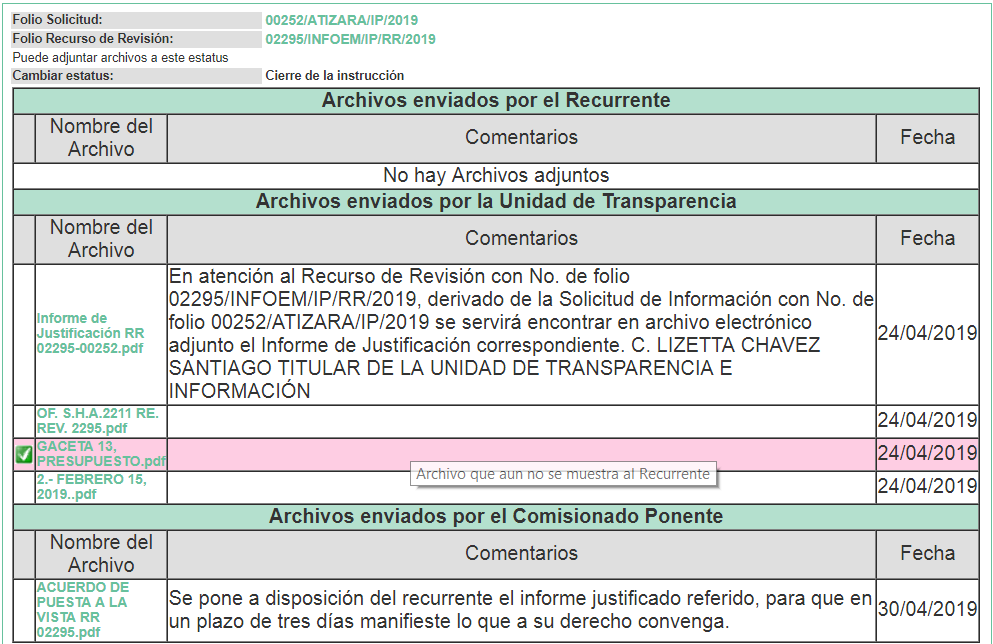 Folio Solicitud: 00252/ATIZARA/IP/2019
Folio Recurso de Revisión: 02295/INFOEM/IP/RR/2019
Puede adjuntar archivos a este estatus
Cambiar estatus: Cierre de la instrucción
Archivos enviados por el Recurrente
Nombre del
Archivo
Comentarios
Fecha
No hay Archivos adjuntos
Archivos enviados por la Unidad de Transparencia
Nombre del
Archivo
Comentarios
Fecha
Informe de
Justificación RR
02295-00252.pdf
En atención al Recurso de Revisión con No. de folio
02295/INFOEM/IP/RR/2019, derivado de la Solicitud de Información con No. de
folio 00252/ATIZARA/IP/2019 se servirá encontrar en archivo electrónico
adjunto el Informe de Justificación correspondiente. C. LIZETTA CHAVEZ
SANTIAGO TITULAR DE LA UNIDAD DE TRANSPARENCIA E
INFORMACIÓN
24/04/2019
OF. S.H.A.2211 RE.
REV. 2295.pdf
24/04/2019
GACETA 13,
PRESUPUESTO.pdf
24/04/2019
Archivo que aun no se muestra al Recurrente
2.- FEBRERO 15,
2019..pdf
24/04/2019
Archivos enviados por el Comisionado Ponente
Nombre del
Archivo
Comentarios
Fecha
ACUERDO DE
PUESTA A LA
VISTA RR
02295.pdf
Se pone a disposición del recurrente el informe justificado referido, para que en
un plazo de tres días manifieste lo que a su derecho convenga.
30/04/2019